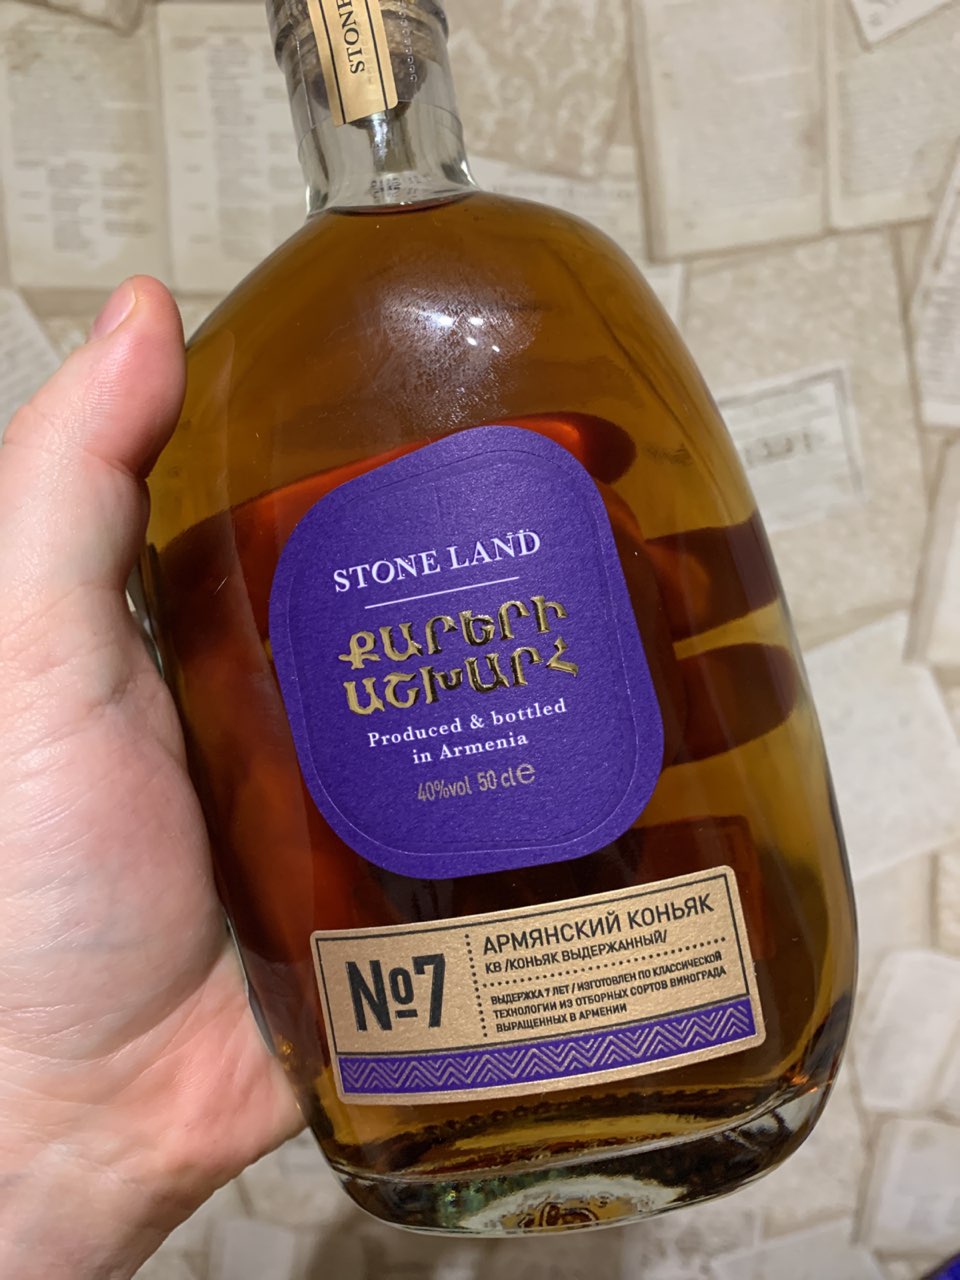 STONE
STONE LAND
ՔԱՐԵՐԻ
ԱՇԽԱՐՀ
Produced & bottled
in Armenia
40%vol 50 cl℮
№7
АРМЯНСКИЙ КОНЬЯК
КВ /КОНЬЯК ВЫДЕРЖАННЫЙ/
ВЫДЕРЖКА 7 ЛЕТ / ИЗГОТОВЛЕН ПО КЛАССИЧЕСКОЙ
ТЕХНОЛОГИИ ИЗ ОТБОРНЫХ СОРТОВ ВИНОГРАДА
ВЫРАЩЕННЫХ В АРМЕНИИ